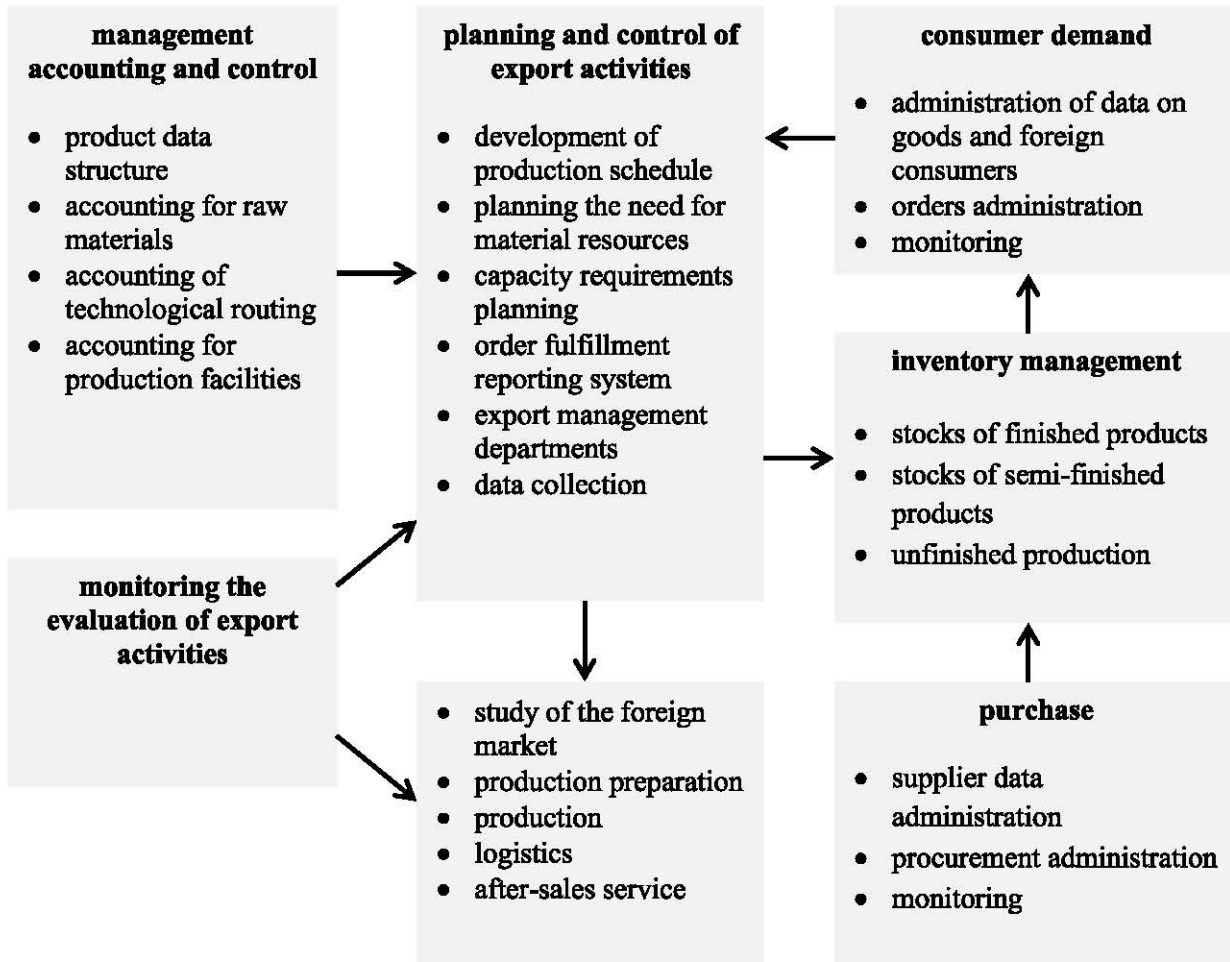 management
accounting and control
• product data
structure
• accounting for raw
materials
• accounting of
technological routing
• accounting for
production facilities
monitoring the
evaluation of export
activities
planning and control of
export activities
• development of
production schedule
• planning the need for
material resources
• capacity requirements
planning
• order fulfillment
reporting system
• export management
departments
• data collection
• study of the foreign
market
• production preparation
• production
• logistics
• after-sales service
consumer demand
• administration of data on
goods and foreign
consumers
• orders administration
• monitoring
inventory management
• stocks of finished products
• stocks of semi-finished
products
• unfinished production
purchase
• supplier data
administration
• procurement administration
• monitoring